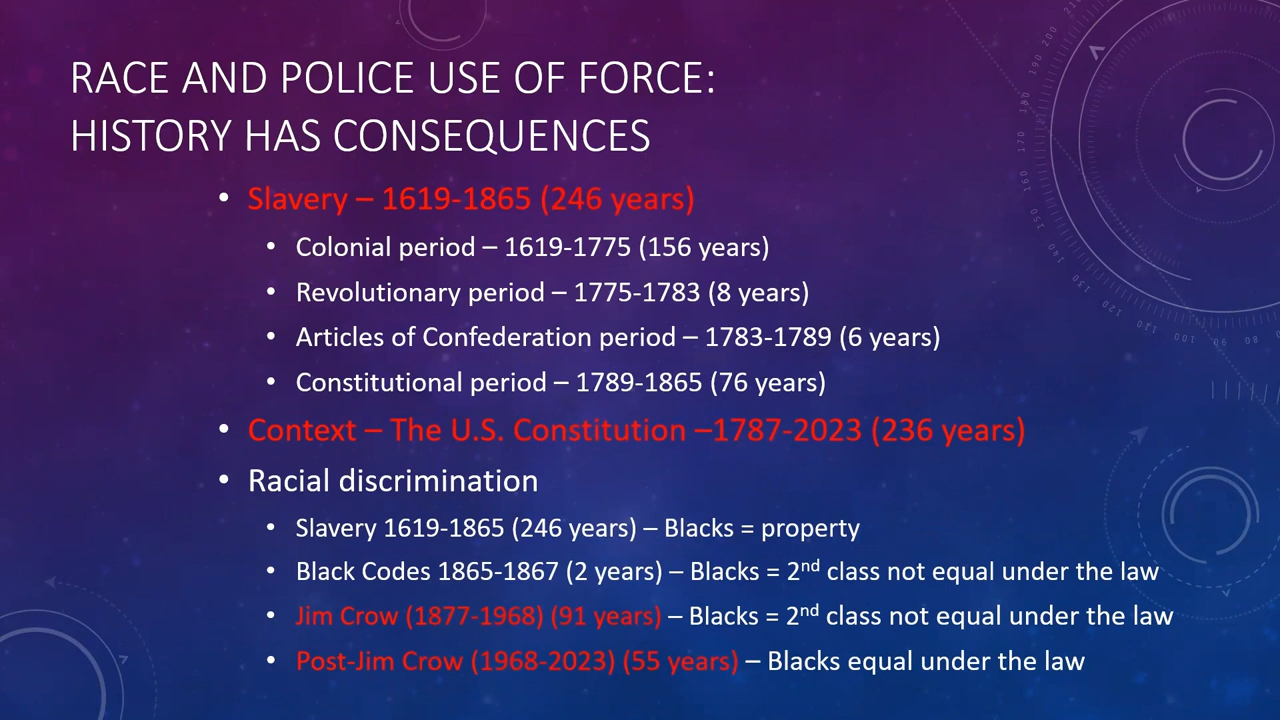 RACE AND POLICE USE OF FORCE:
HISTORY HAS CONSEQUENCES
• Slavery – 1619-1865 (246 years)
• Colonial period – 1619-1775 (156 years)
• Revolutionary period – 1775-1783 (8 years)
• Articles of Confederation period – 1783-1789 (6 years)
• Constitutional period – 1789-1865 (76 years)
• Context – The U.S. Constitution –1787-2023 (236 years)
• Racial discrimination
• Slavery 1619-1865 (246 years) – Blacks = property
• Black Codes 1865-1867 (2 years) – Blacks = 2nd class not equal under the law
• Jim Crow (1877-1968) (91 years) – Blacks = 2nd class not equal under the law
• Post-Jim Crow (1968-2023) (55 years) – Blacks equal under the law